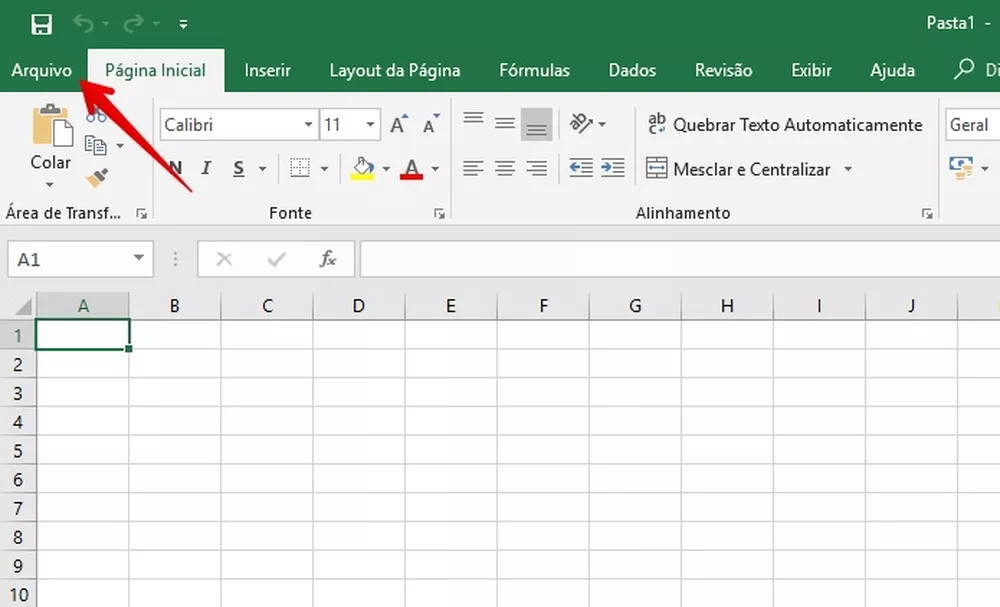 Pasta1 -
Arquivo Página Inicial Inserir Layout da Página Fórmulas Dados Revisão Exibir Ajuda
Calibri 11 A A ab Quebrar Texto Automaticamente Geral
Colar
N I S A Mesclar e Centralizar
Área de Transf... Fonte Alinhamento
A1 fx
A B C D E F G H I J
1
2
3
4
5
6
7
8
9
10